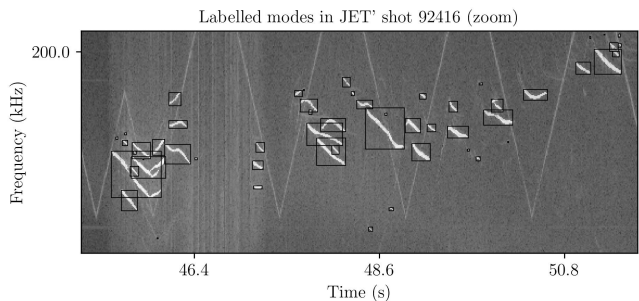 Labelled modes in JET' shot 92416 (zoom)
200.0
Frequency (kHz)
46.4 48.6 50.8
Time (s)